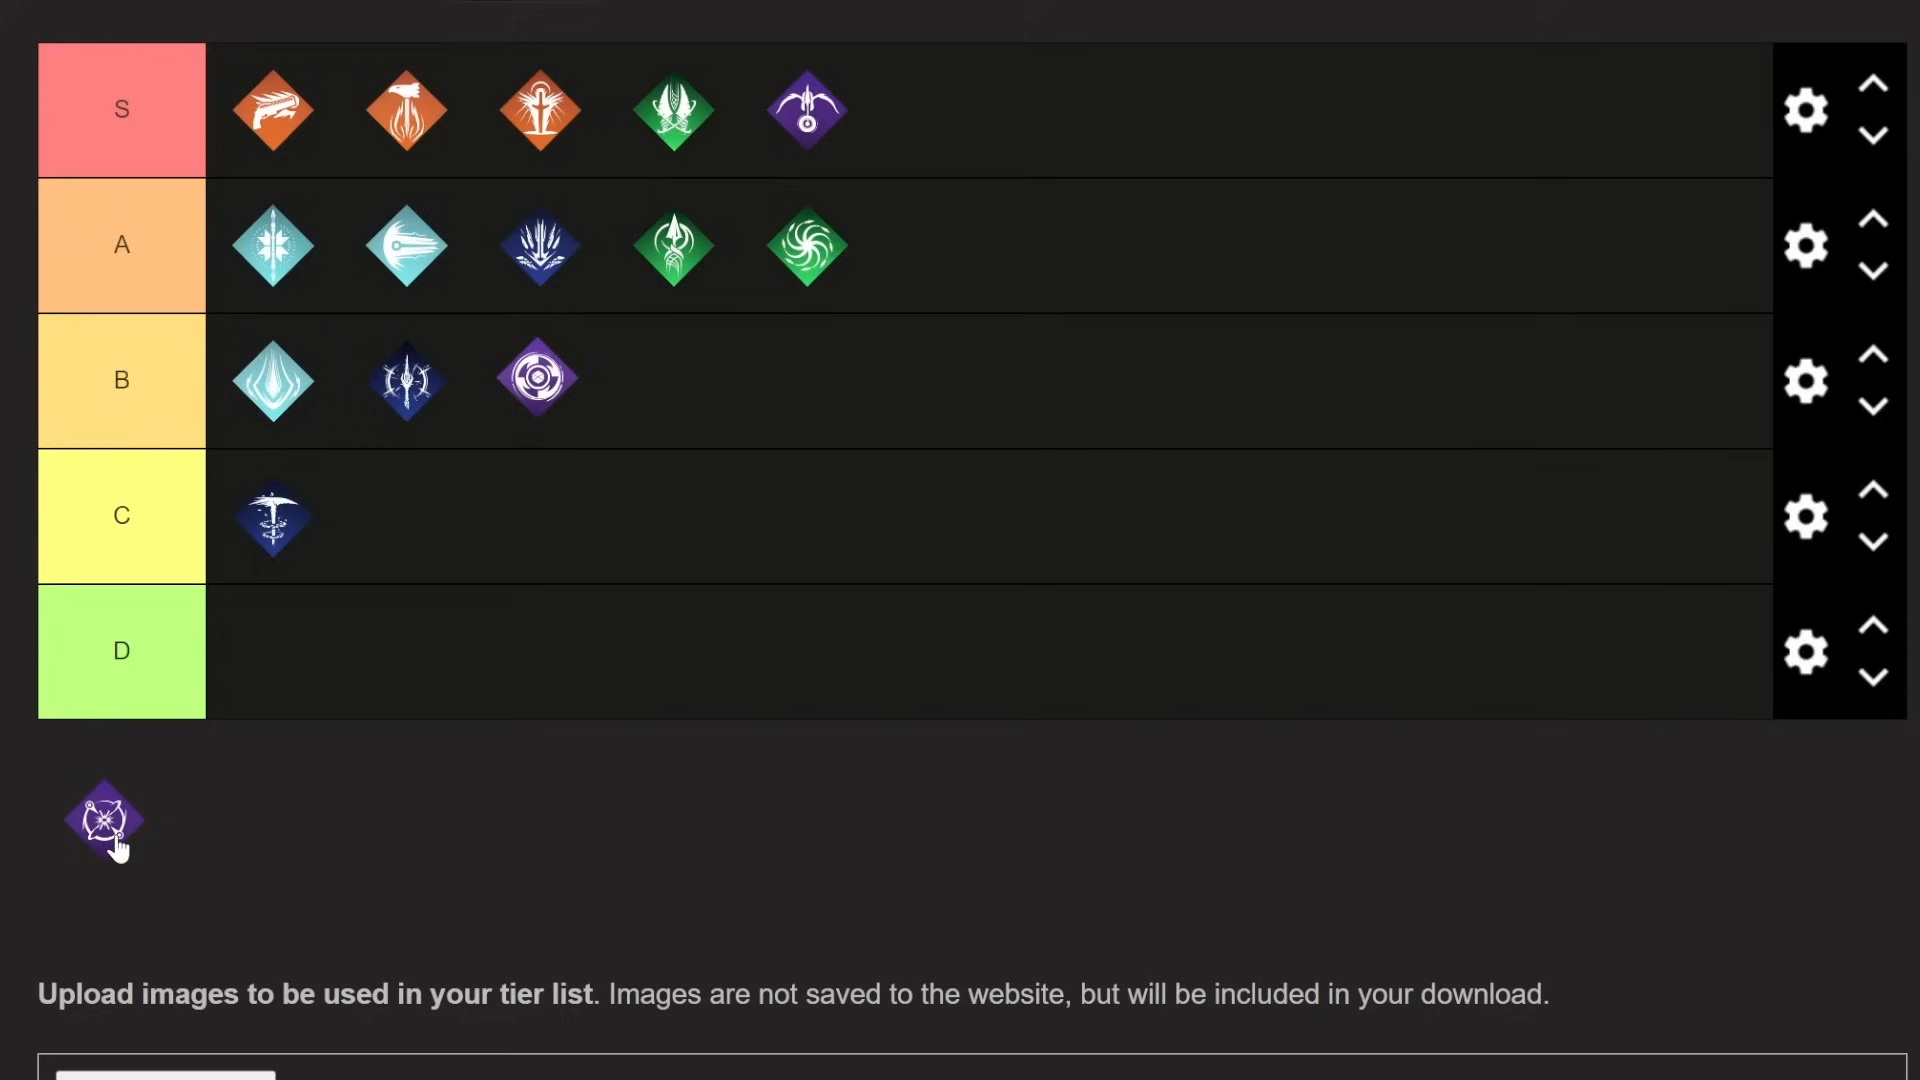 S
A
B
C
D
Upload images to be used in your tier list. Images are not saved to the website, but will be included in your download.